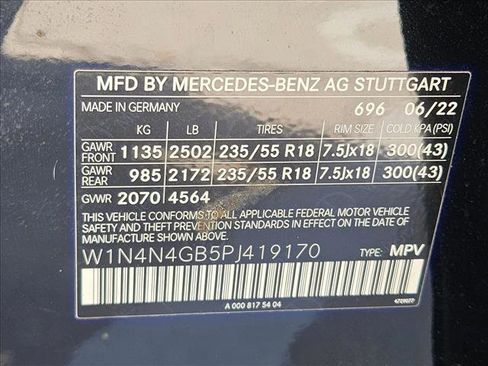 MFD BY MERCEDES-BENZ AG STUTTGART
MADE IN GERMANY 696 06/22
KG LB TIRES RIM SIZE COLD KPA (PSI)
GAWR FRONT 1135 2502 235/55 R18 7.5Jx18 300(43)
GAWR REAR 985 2172 235/55 R18 7.5Jx18 300(43)
GWR 2070 4564
THIS VEHICLE CONFORMS TO ALL APPLICABLE FEDERAL MOTOR VEHICLE
SAFETY BUMPER AND THEFT PREVENTION STANDARDS IN EFFECT ON THE
DATE OF MANUFACTURE SHOWN ABOVE.
W1N4N4GB5PJ419170 TYPE: MPV
A 000 817 54 04